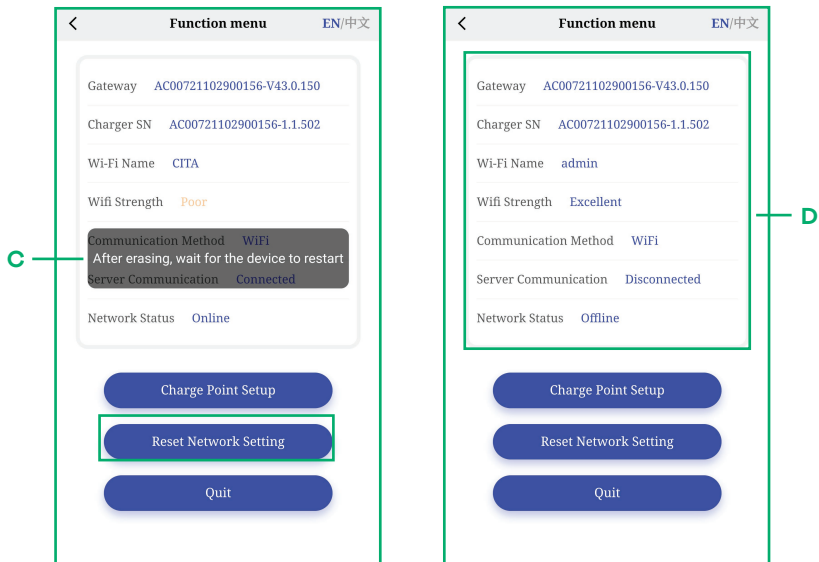 Function menu EN/中文
Gateway AC00721102900156-V43.0.150
Charger SN AC00721102900156-1.1.502
Wi-Fi Name CITA
Wifi Strength Poor
Communication Method WiFi
C After erasing, wait for the device to restart
Server Communication Connected
Network Status Online
Charge Point Setup
Reset Network Setting
Quit
Function menu EN/中文
Gateway AC00721102900156-V43.0.150
Charger SN AC00721102900156-1.1.502
Wi-Fi Name admin
Wifi Strength Excellent
D
Communication Method WiFi
Server Communication Disconnected
Network Status Offline
Charge Point Setup
Reset Network Setting
Quit